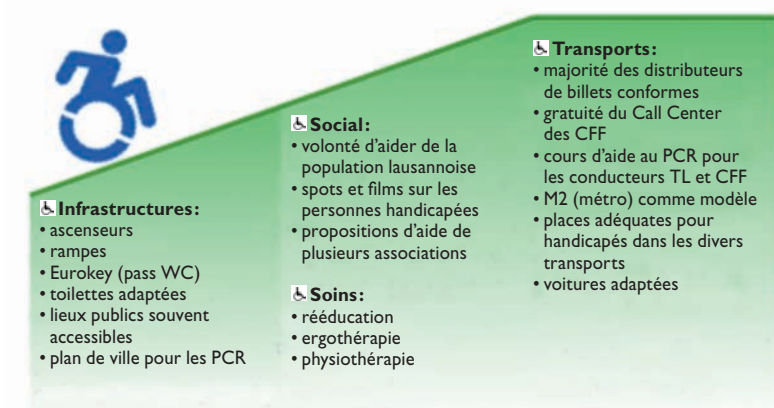 Infrastructures:
• ascenseurs
• rampes
• Eurokey (pass WC)
• toilettes adaptées
• lieux publics souvent
accessibles
• plan de ville pour les PCR
Social:
• volonté d'aider de la
population lausannoise
• spots et films sur les
personnes handicapées
• propositions d'aide de
plusieurs associations
Soins:
• rééducation
• ergothérapie
• physiothérapie
Transports:
• majorité des distributeurs
de billets conformes
• gratuité du Call Center
des CFF
• cours d'aide au PCR pour
les conducteurs TL et CFF
• M2 (métro) comme modèle
• places adéquates pour
handicapés dans les divers
transports
• voitures adaptées